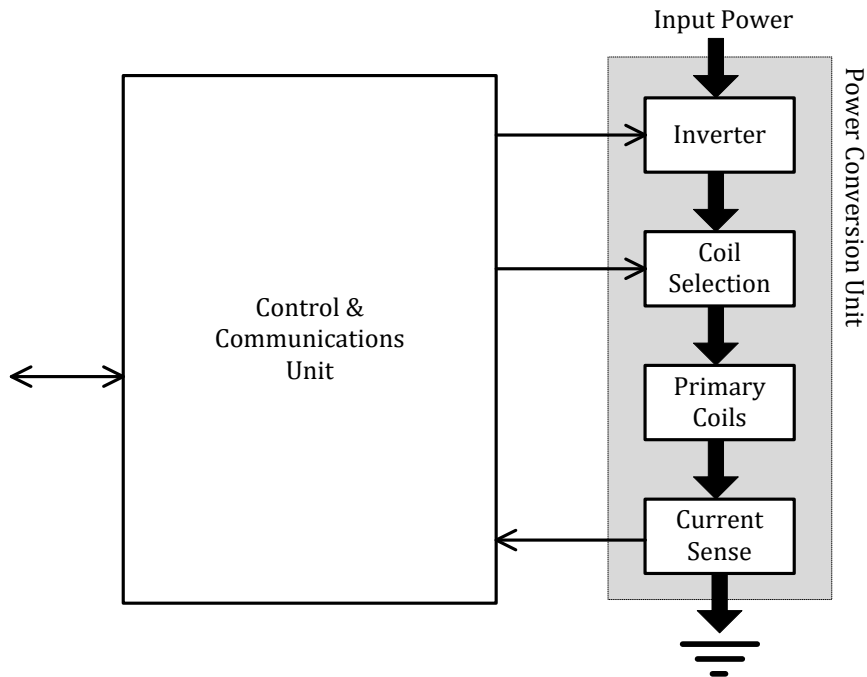 Input Power
Power Conversion Unit
Inverter
Coil
Selection
Control &
Communications
Unit
Primary
Coils
Current
Sense